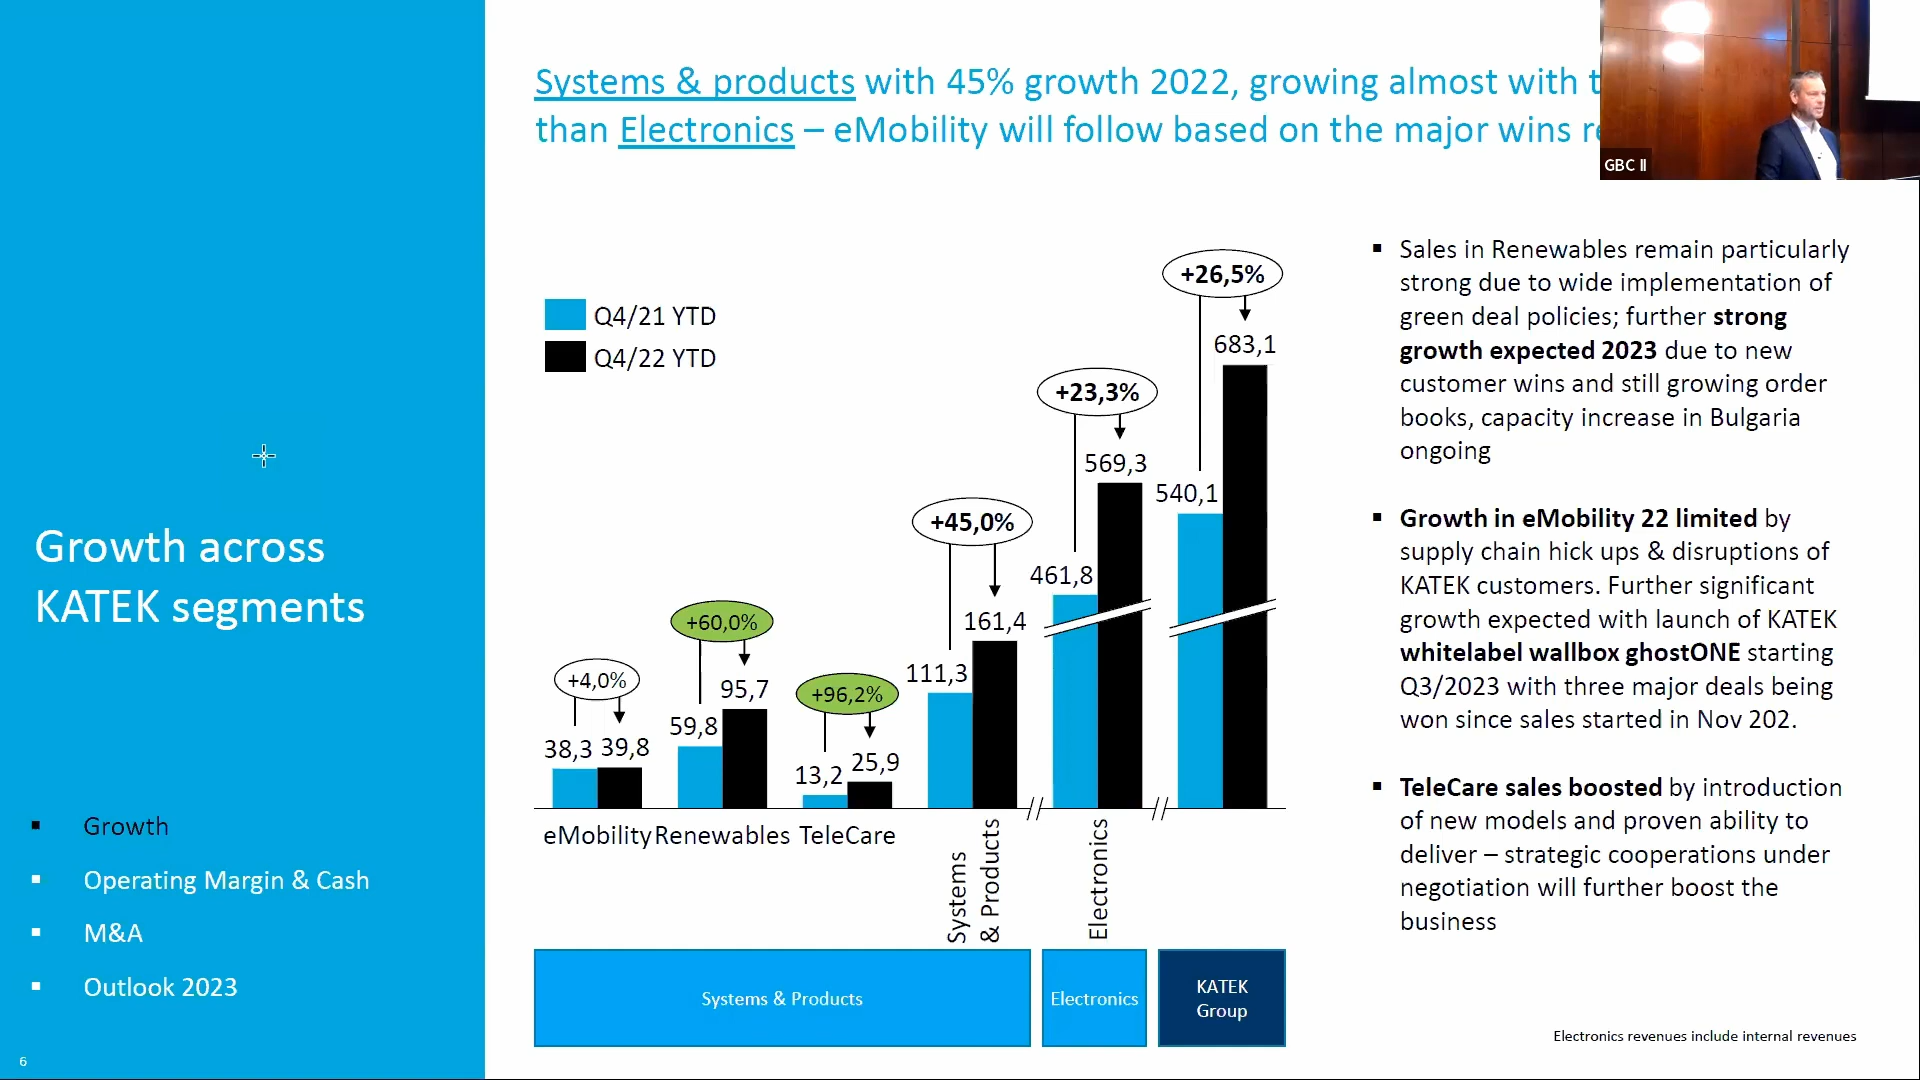 Systems & products with 45% growth 2022, growing almost with
than Electronics – eMobility will follow based on the major wins
GBC II
Growth across
KATEK segments
▪ Growth
▪ Operating Margin & Cash
▪ M&A
▪ Outlook 2023
6
Q4/21 YTD
Q4/22 YTD
+4,0%
38,3 39,8
+60,0%
59,8
95,7
+96,2%
13,2
25,9
+45,0%
111,3
161,4
+23,3%
461,8
569,3
+26,5%
540,1
683,1
eMobility Renewables TeleCare
Systems
& Products
Electronics
Systems & Products
Electronics
KATEK
Group
▪ Sales in Renewables remain particularly
strong due to wide implementation of
green deal policies; further strong
growth expected 2023 due to new
customer wins and still growing order
books, capacity increase in Bulgaria
ongoing
▪ Growth in eMobility 22 limited by
supply chain hick ups & disruptions of
KATEK customers. Further significant
growth expected with launch of KATEK
whitelabel wallbox ghostONE starting
Q3/2023 with three major deals being
won since sales started in Nov 202.
▪ TeleCare sales boosted by introduction
of new models and proven ability to
deliver – strategic cooperations under
negotiation will further boost the
business
Electronics revenues include internal revenues